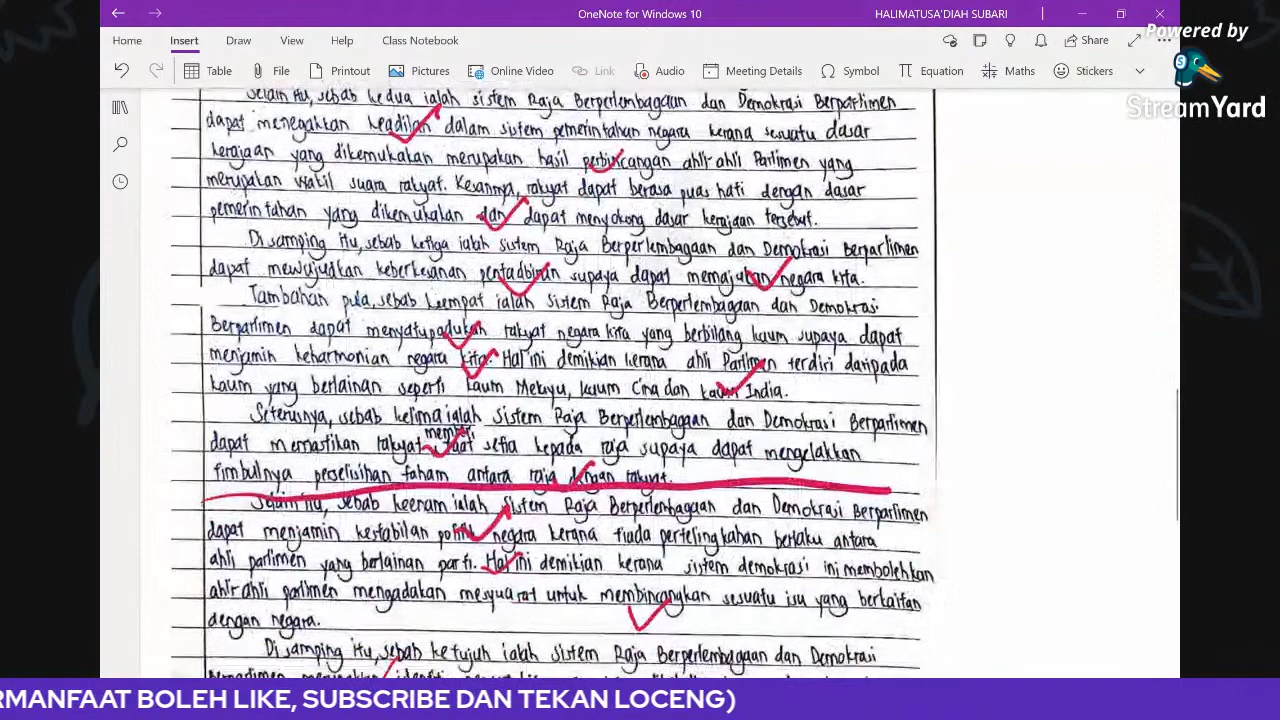 OneNote for Windows 10
HALIMATUSA'DIAH SUBARI
Powered by
StreamYard
Home Insert Draw View Help Class Notebook Share
Table File Printout Pictures Online Video Link Audio Meeting Details Symbol Equation Maths Stickers
Selain itu, sebab kedua ialah sistem Raja Berperlembagaan dan Demokrasi Berparlimen
dapat menegakkan keadilan dalam sistem pemerintahan negara kerana sesuatu dasar
kerajaan yang dikemukakan merupakan hasil perbincangan ahli-ahli Parlimen yang
merupakan wakil suara rakyat. Kesannya, rakyat dapat berasa puas hati dengan dasar
pemerintahan yang dikemukakan dan dapat menyokong dasar kerajaan tersebut.
Di samping itu, sebab ketiga ialah sistem Raja Berperlembagaan dan Demokrasi Berparlimen
dapat mewujudkan keberkesanan pentadbiran supaya dapat memajukan negara kita.
Tambahan pula, sebab keempat ialah sistem Raja Berperlembagaan dan Demokrasi
Berparlimen dapat menyatupadukan rakyat negara kita yang berbilang kaum supaya dapat
menjamin keharmonian negara kita. Hal ini demikian kerana ahli Parlimen terdiri daripada
kaum yang berlainan seperti kaum Melayu, kaum Cina dan kaum India.
Seterusnya, sebab kelima ialah sistem Raja Berperlembagaan dan Demokrasi Berparlimen
dapat memastikan rakyat taat setia kepada raja supaya dapat mengelakkan
timbulnya perselisihan faham antara raja dengan rakyat.
Selain itu, sebab keenam ialah sistem Raja Berperlembagaan dan Demokrasi Berparlimen
dapat menjamin kestabilan politik negara kerana tiada pertelingkahan berlaku antara
ahli parlimen yang berlainan parti. Hal ini demikian kerana sistem demokrasi ini membolehkan
ahli-ahli parlimen mengadakan mesyuarat untuk membincangkan sesuatu isu yang berkaitan
dengan negara.
Di samping itu, sebab ketujuh ialah sistem Raja Berperlembagaan dan Demokrasi
RMANFAAT BOLEH LIKE, SUBSCRIBE DAN TEKAN LOCENG)